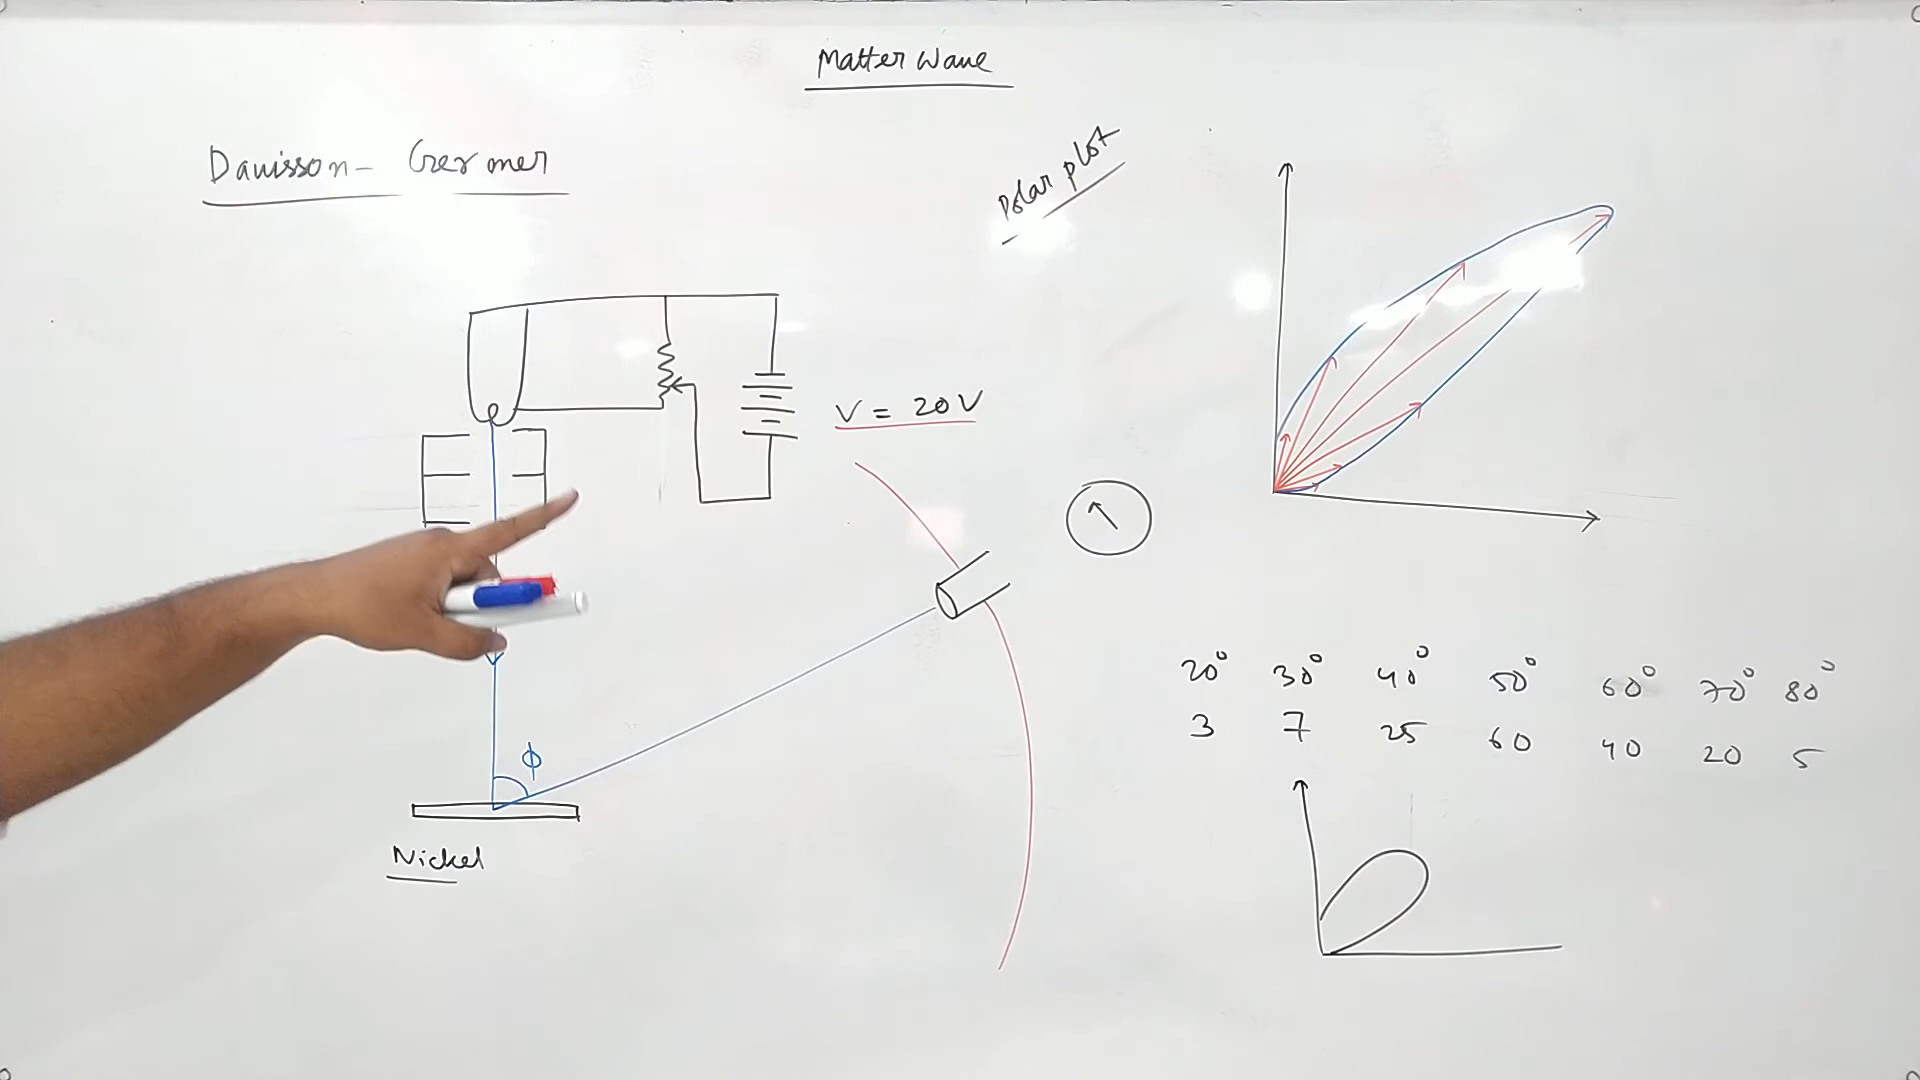 Matter Wave
Davisson- Germer
Polar plot
V = 20V
ϕ
Nickel
20° 30° 40° 50° 60° 70° 80°
3 7 25 60 40 20 5